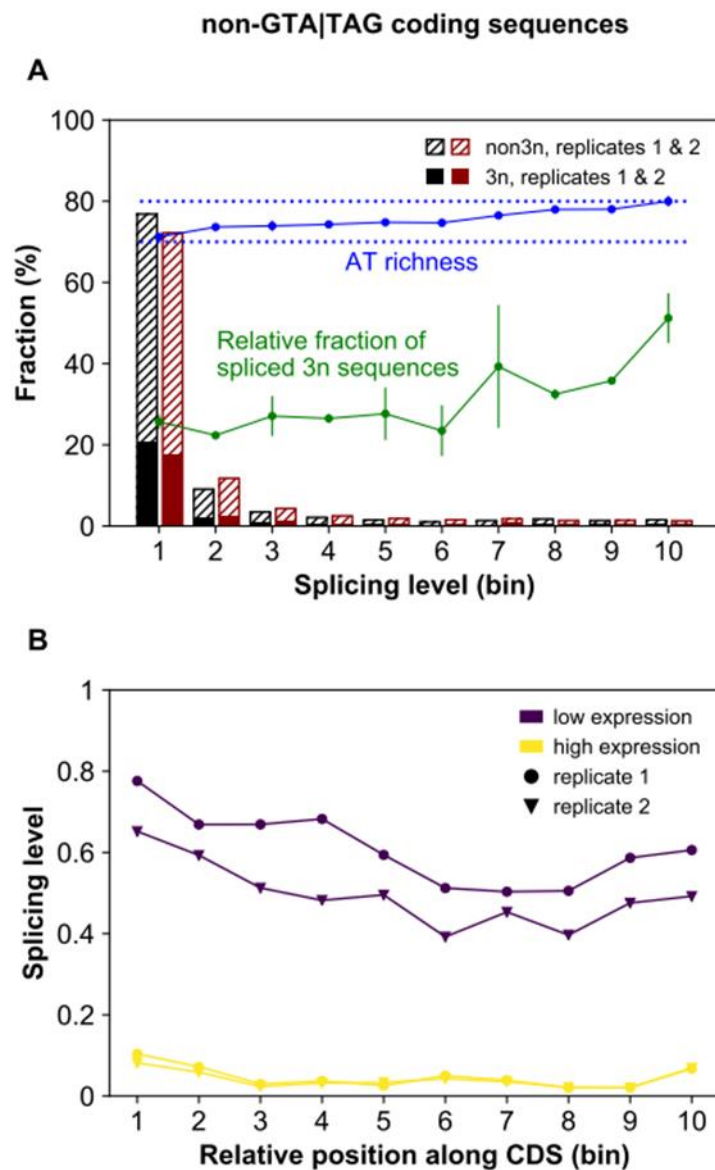 non-GTA|TAG coding sequences
A
100
80
60
40
20
0
Fraction (%)
non3n, replicates 1 & 2
3n, replicates 1 & 2
AT richness
Relative fraction of
spliced 3n sequences
1 2 3 4 5 6 7 8 9 10
Splicing level (bin)
B
1
0.8
0.6
0.4
0.2
0
Splicing level
low expression
high expression
replicate 1
replicate 2
1 2 3 4 5 6 7 8 9 10
Relative position along CDS (bin)